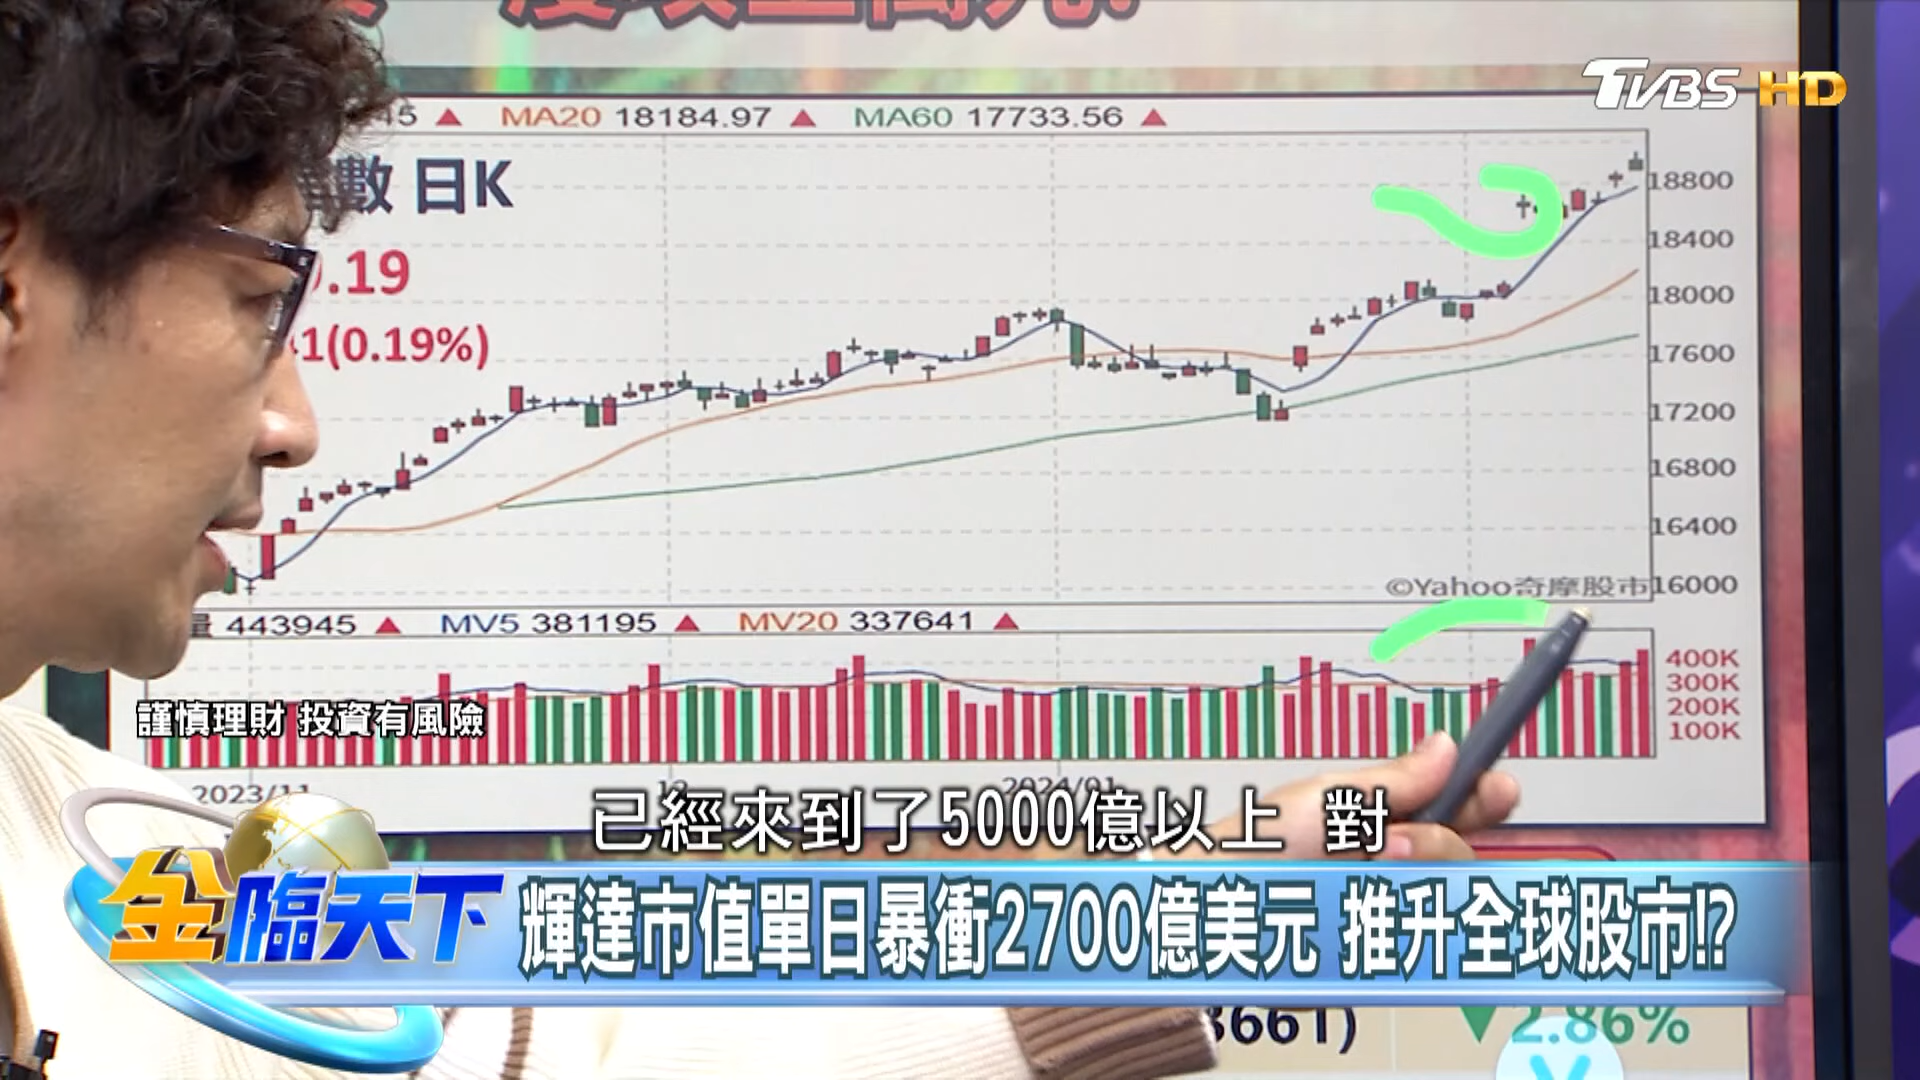 TVBS HD
45 ▲ MA20 18184.97 ▲ MA60 17733.56 ▲
數 日K
.19
1(0.19%)
18800
18400
18000
17600
17200
16800
16400
16000
©Yahoo奇摩股市
量 443945 ▲ MV5 381195 ▲ MV20 337641 ▲
400K
300K
200K
100K
謹慎理財 投資有風險
2023/11
12
2024/01
已經來到了5000億以上 對
金臨天下
輝達市值單日暴衝2700億美元 推升全球股市!?
3661)
▼2.86%